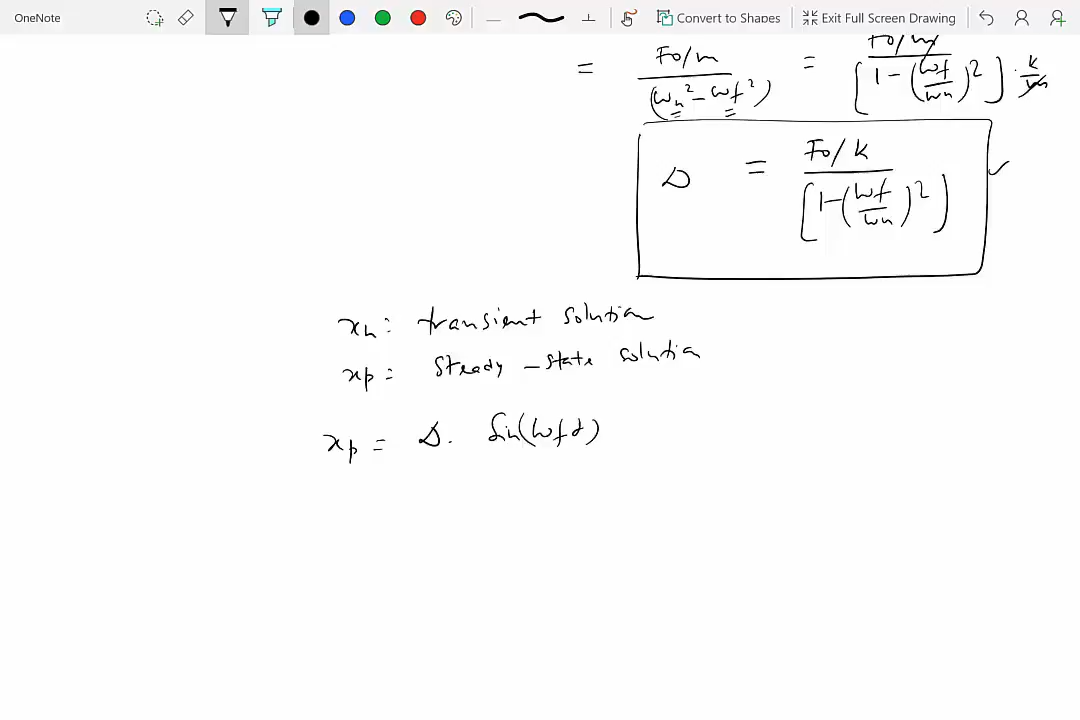 OneNote Convert to Shapes Exit Full Screen Drawing
= Fo/m / (ωn² - ωf²) = Fo/m / [1 - (ωf/ωn)²] · k/m
D = Fo/k / [1 - (ωf/ωn)²] ✓
xh: transient solution
xp = steady-state solution
xp = D. Sin(ωft)